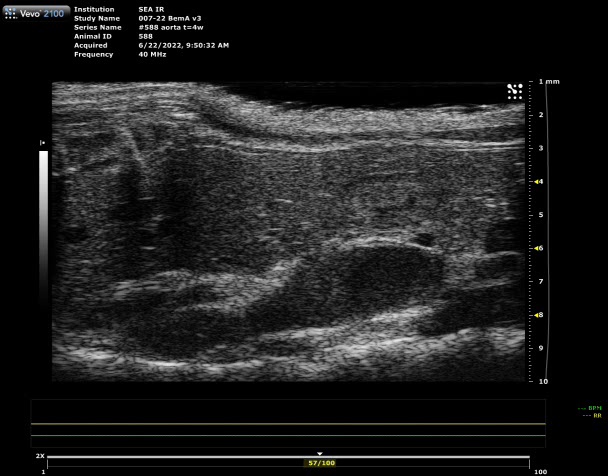 Vevo 2100
Institution SEA IR
Study Name 007-22 BemA v3
Series Name #588 aorta t=4w
Animal ID 588
Acquired 6/22/2022, 9:50:32 AM
Frequency 40 MHz
1 mm
2
3
4
5
6
7
8
9
10
--- BPM
--- RR
2X
57/100
1
100